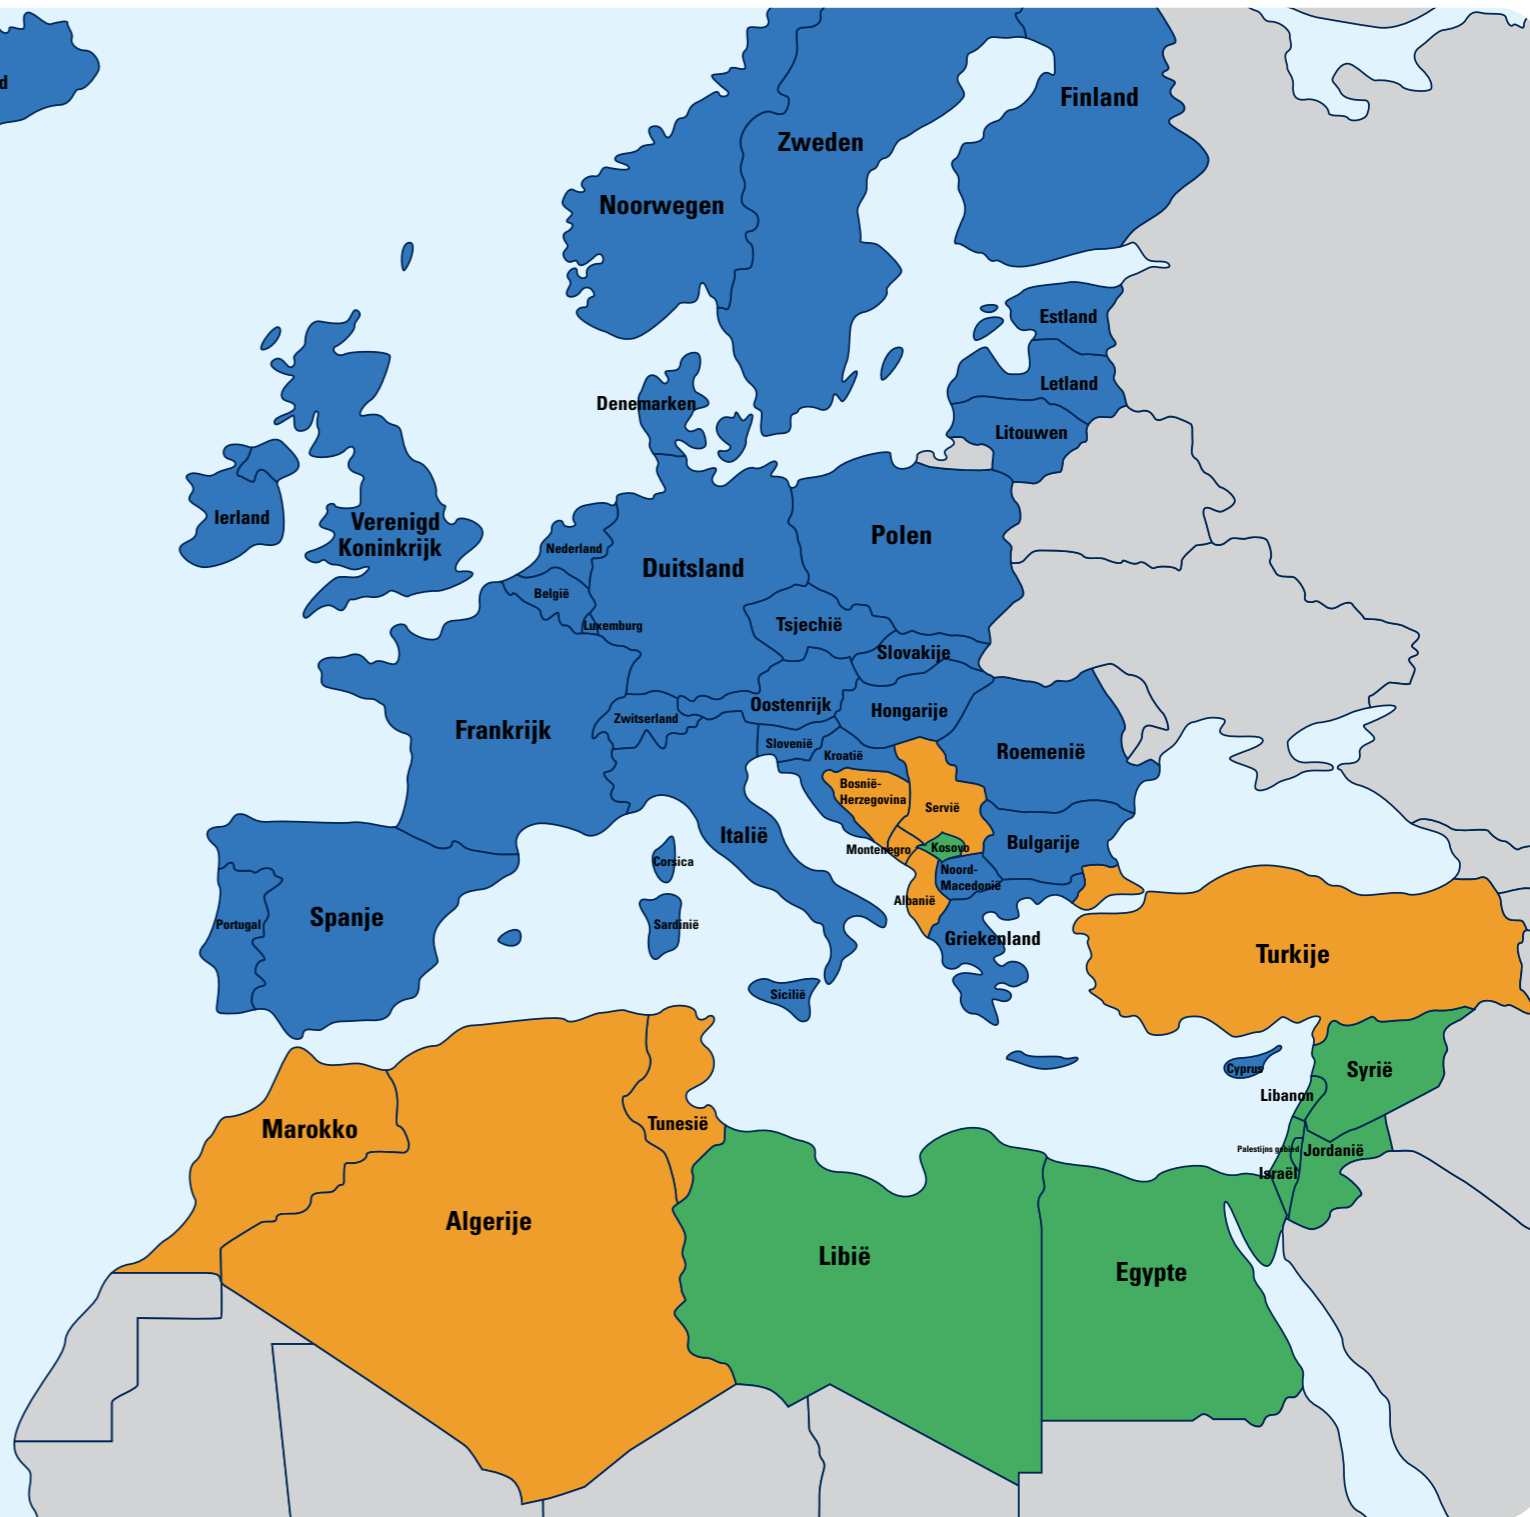 d
Finland
Zweden
Noorwegen
Estland
Letland
Denemarken
Litouwen
Ierland
Verenigd
Koninkrijk
Polen
Nederland
Duitsland
België
Luxemburg
Tsjechië
Slovakije
Oostenrijk
Hongarije
Zwitserland
Frankrijk
Slovenië
Kroatië
Roemenië
Bosnië-
Herzegovina
Servië
Italië
Bulgarije
Montenegro
Kosovo
Corsica
Noord-
Macedonië
Albanië
Spanje
Portugal
Sardinië
Griekenland
Turkije
Sicilië
Cyprus
Syrië
Libanon
Marokko
Tunesië
Palestijns gebied
Jordanië
Israël
Algerije
Libië
Egypte